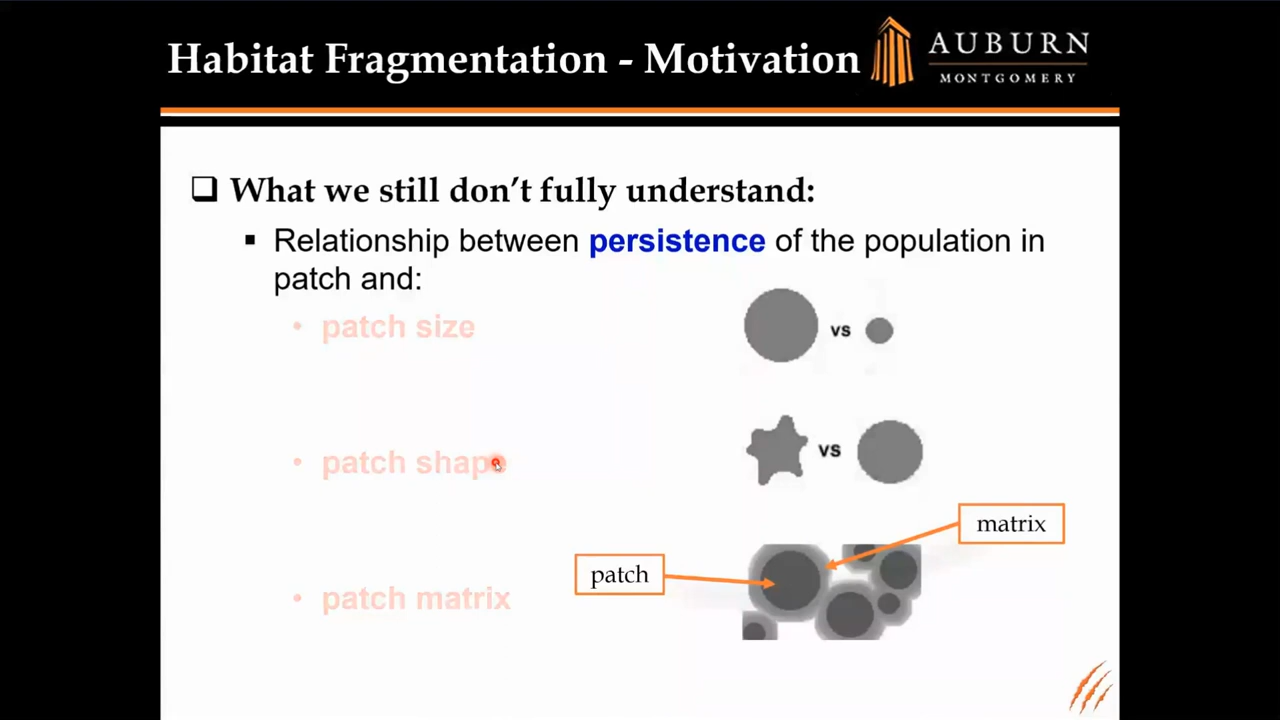 Habitat Fragmentation - Motivation
AUBURN
MONTGOMERY
❑ What we still don't fully understand:
▪ Relationship between persistence of the population in
patch and:
• patch size
vs
• patch shape
vs
matrix
patch
• patch matrix